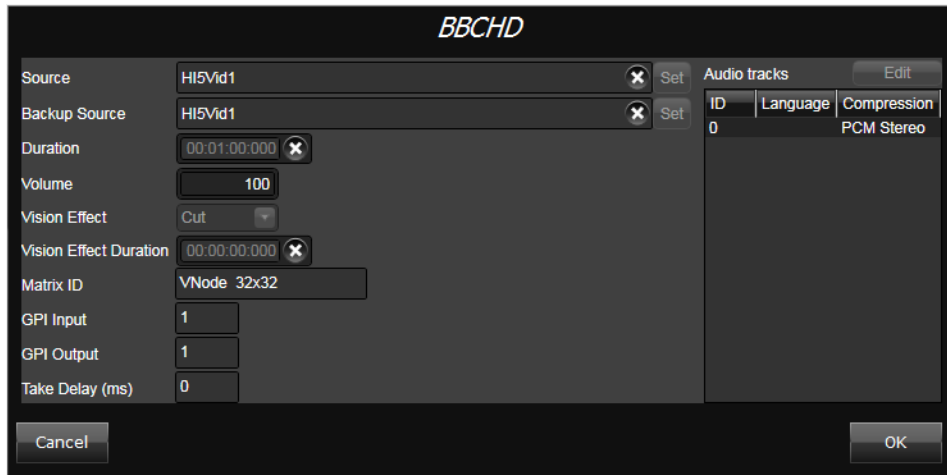 BBCHD
Source HI5Vid1 Set
Backup Source HI5Vid1 Set
Duration 00:01:00:000
Volume 100
Vision Effect Cut
Vision Effect Duration 00:00:00:000
Matrix ID VNode 32x32
GPI Input 1
GPI Output 1
Take Delay (ms) 0
Audio tracks Edit
ID Language Compression
0 PCM Stereo
Cancel OK